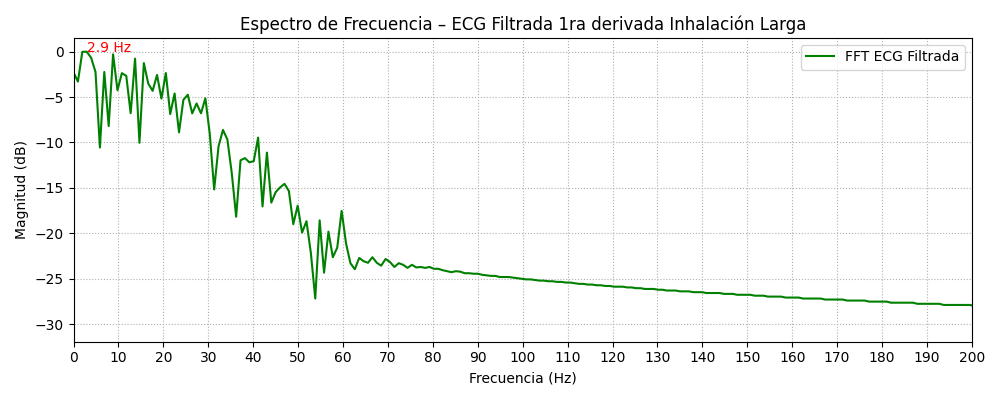 Espectro de Frecuencia – ECG Filtrada 1ra derivada Inhalación Larga
2.9 Hz
FFT ECG Filtrada
Magnitud (dB)
0
−5
−10
−15
−20
−25
−30
0 10 20 30 40 50 60 70 80 90 100 110 120 130 140 150 160 170 180 190 200
Frecuencia (Hz)